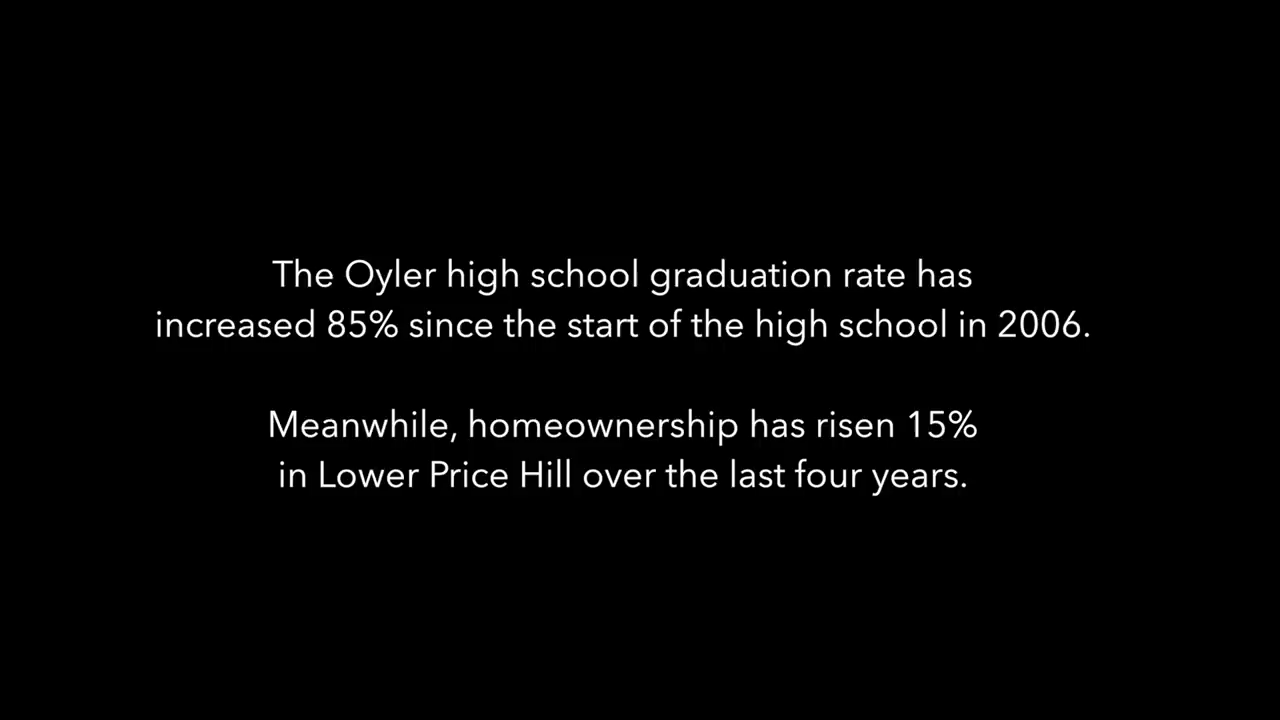 The Oyler high school graduation rate has
increased 85% since the start of the high school in 2006.
Meanwhile, homeownership has risen 15%
in Lower Price Hill over the last four years.